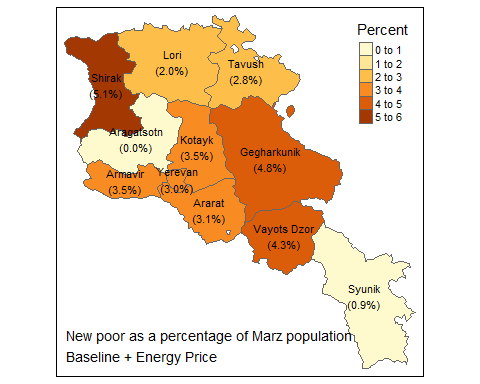 Percent
0 to 1
1 to 2
2 to 3
3 to 4
4 to 5
5 to 6
Lori
(2.0%)
Tavush
(2.8%)
Shirak
(5.1%)
Aragatsotn
(0.0%)
Kotayk
(3.5%)
Gegharkunik
(4.8%)
Armavir
(3.5%)
Yerevan
(3.0%)
Ararat
(3.1%)
Vayots Dzor
(4.3%)
Syunik
(0.9%)
New poor as a percentage of Marz population
Baseline + Energy Price